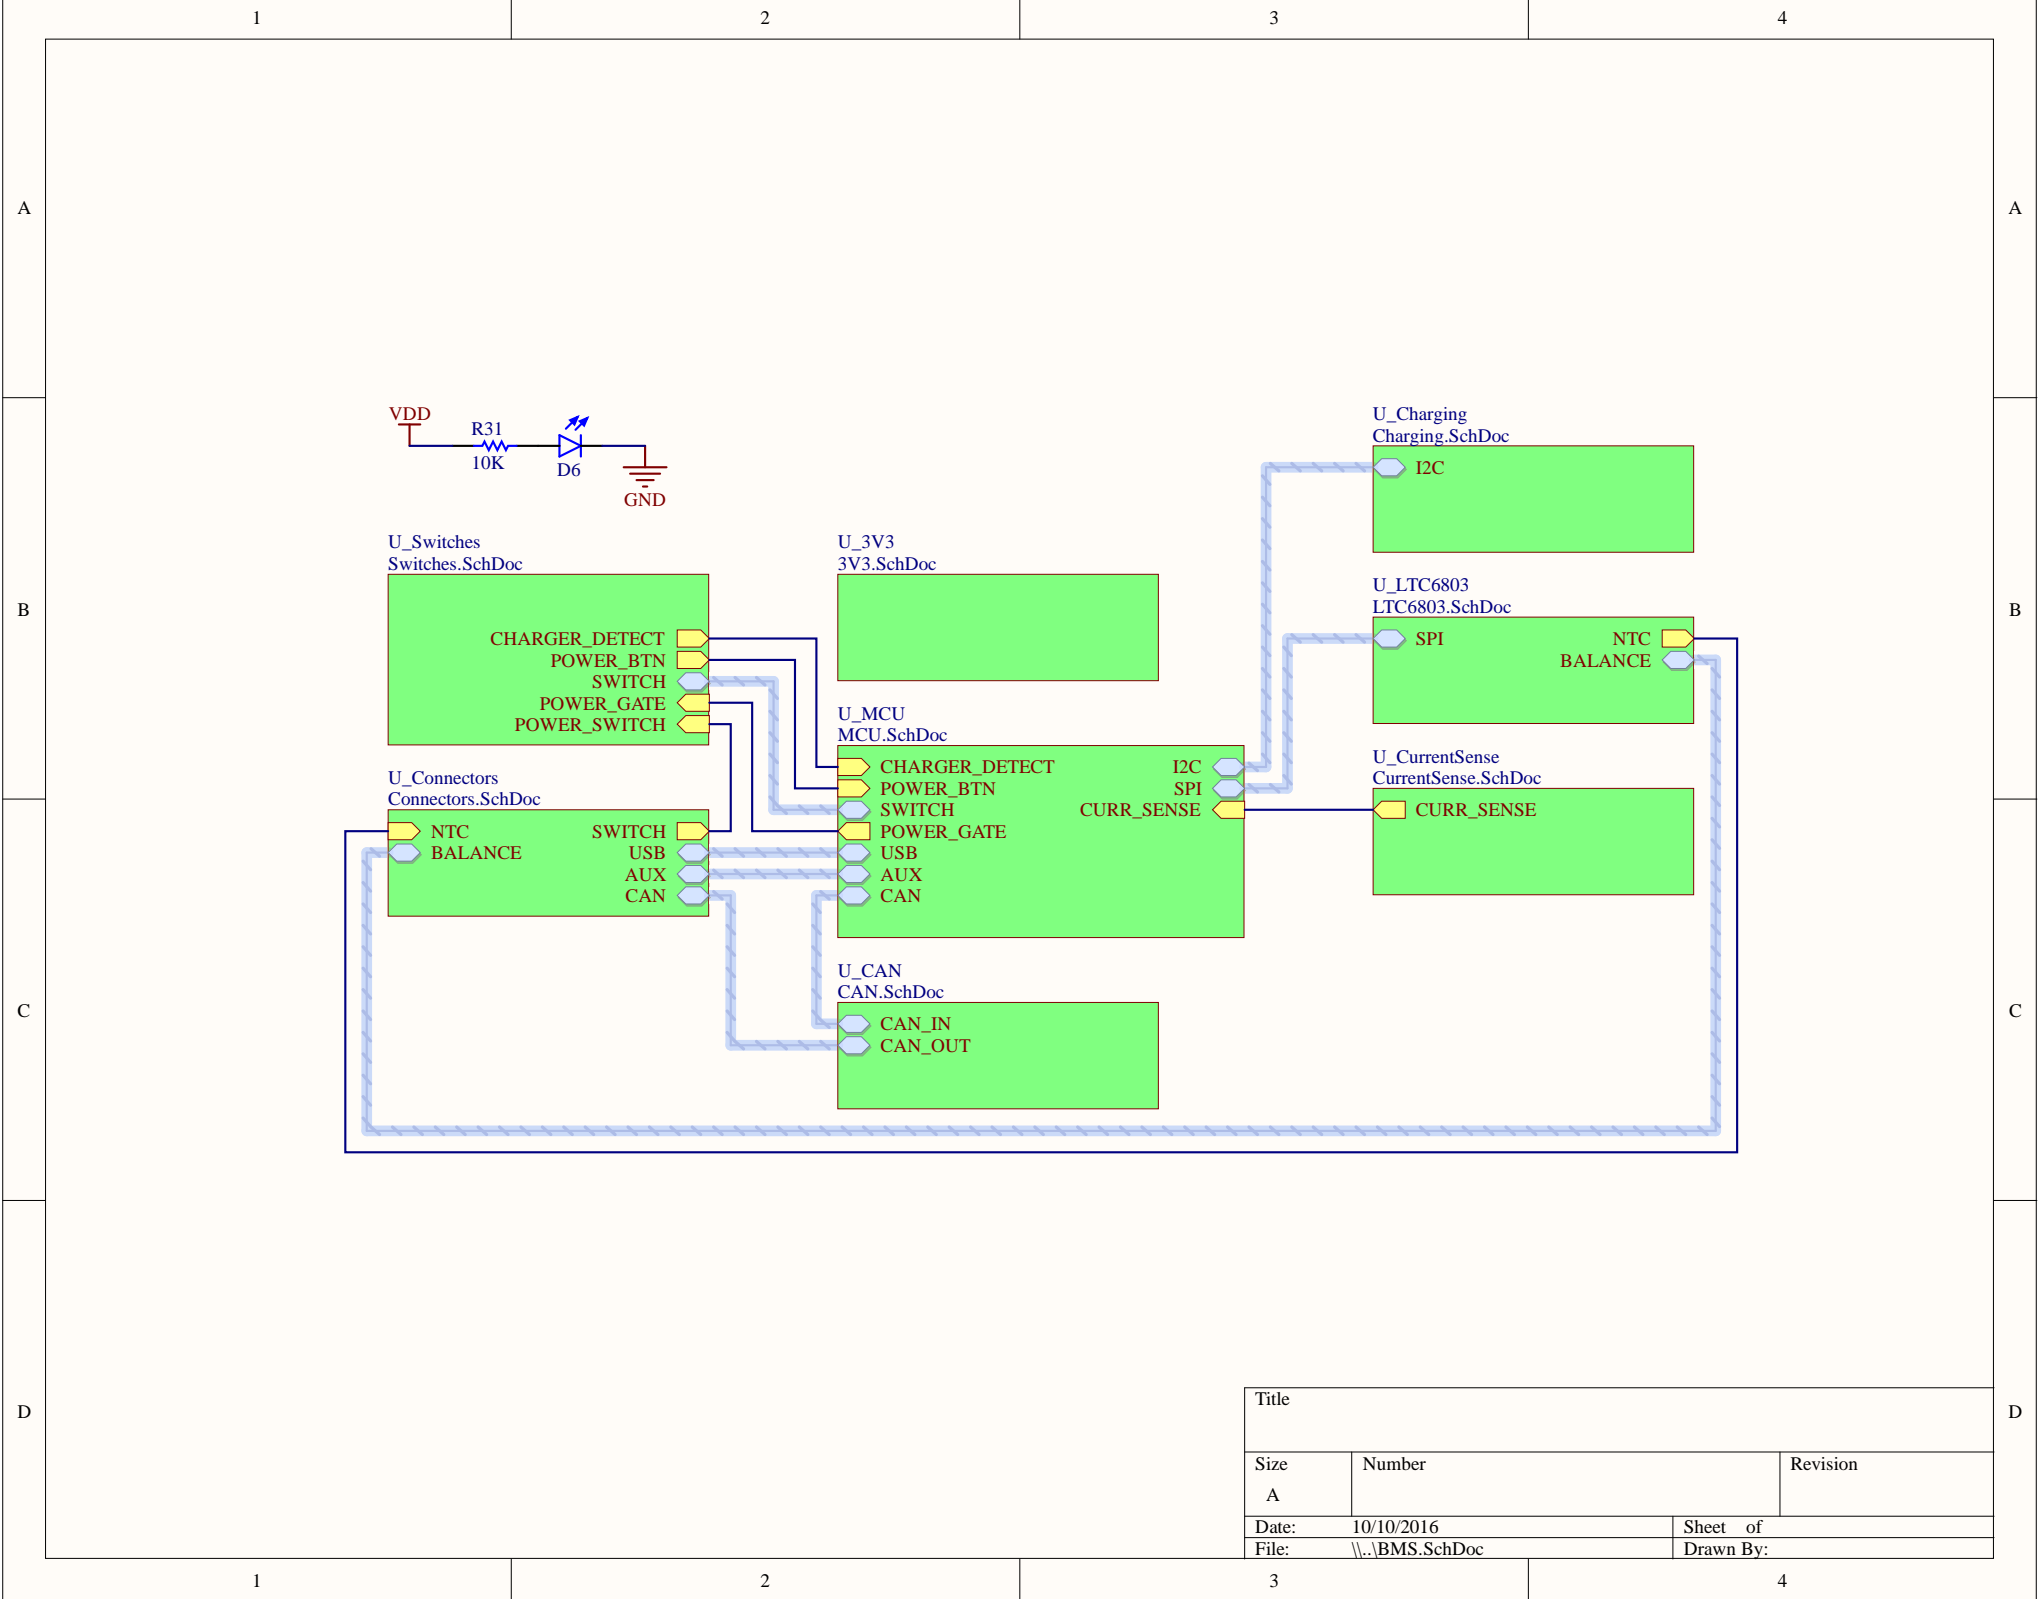 1 2 3 4
A A
VDD
R31
10K
D6
GND
U_Charging
Charging.SchDoc
I2C
U_Switches
Switches.SchDoc
CHARGER_DETECT
POWER_BTN
SWITCH
POWER_GATE
POWER_SWITCH
U_3V3
3V3.SchDoc
U_LTC6803
LTC6803.SchDoc
SPI NTC
BALANCE
B B
U_MCU
MCU.SchDoc
CHARGER_DETECT I2C
POWER_BTN SPI
SWITCH CURR_SENSE
POWER_GATE
USB
AUX
CAN
U_CurrentSense
CurrentSense.SchDoc
CURR_SENSE
U_Connectors
Connectors.SchDoc
NTC SWITCH
BALANCE USB
AUX
CAN
U_CAN
CAN.SchDoc
CAN_IN
CAN_OUT
C C
D D
Title
Size Number Revision
A
Date: 10/10/2016 Sheet of
File: \\..\BMS.SchDoc Drawn By:
1 2 3 4